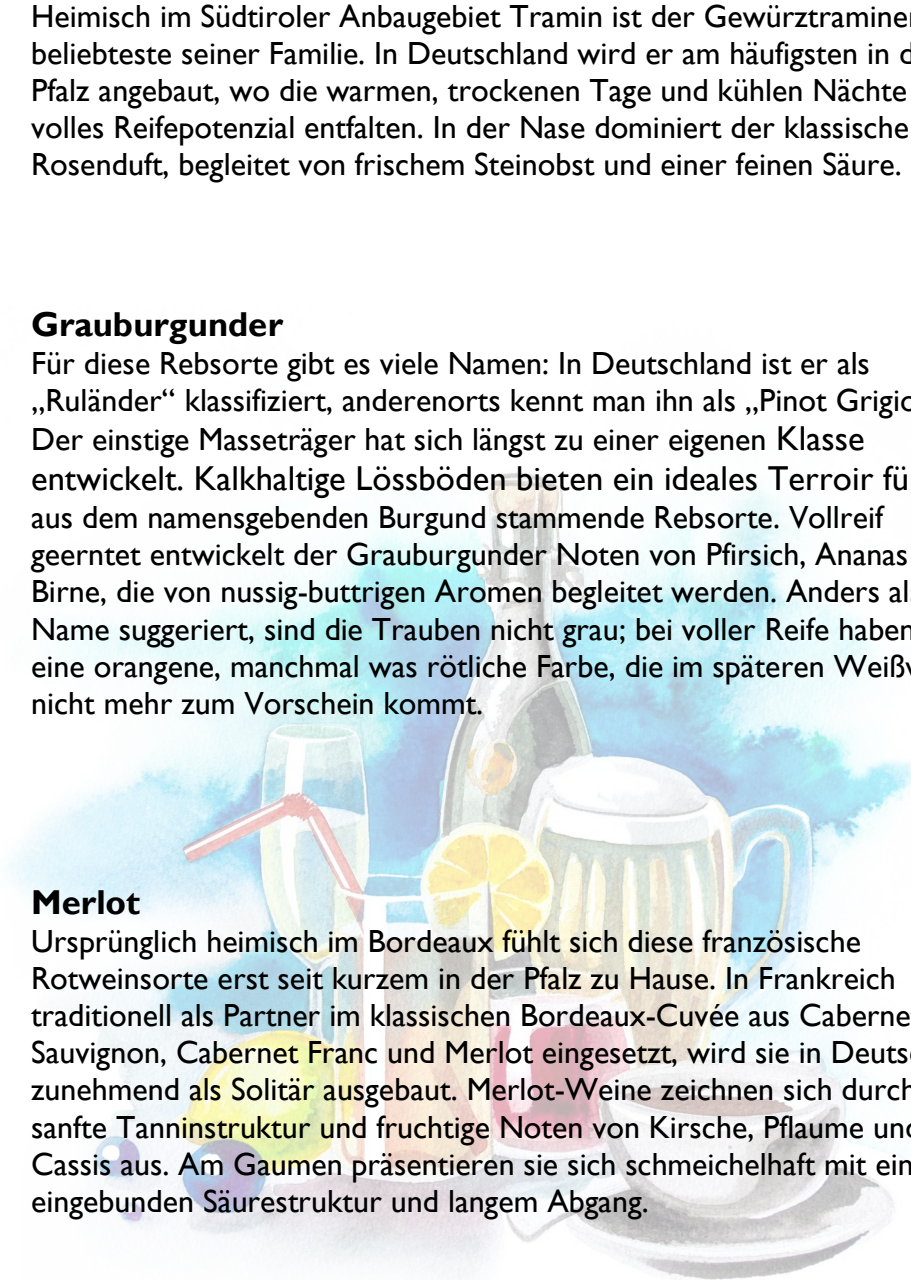 Heimisch im Südtiroler Anbaugebiet Tramin ist der Gewürztraminer
beliebteste seiner Familie. In Deutschland wird er am häufigsten in d
Pfalz angebaut, wo die warmen, trockenen Tage und kühlen Nächte
volles Reifepotenzial entfalten. In der Nase dominiert der klassische
Rosenduft, begleitet von frischem Steinobst und einer feinen Säure.
Grauburgunder
Für diese Rebsorte gibt es viele Namen: In Deutschland ist er als
„Ruländer“ klassifiziert, anderenorts kennt man ihn als „Pinot Grigio
Der einstige Masseträger hat sich längst zu einer eigenen Klasse
entwickelt. Kalkhaltige Lössböden bieten ein ideales Terroir fü
aus dem namensgebenden Burgund stammende Rebsorte. Vollreif
geerntet entwickelt der Grauburgunder Noten von Pfirsich, Ananas
Birne, die von nussig-buttrigen Aromen begleitet werden. Anders al
Name suggeriert, sind die Trauben nicht grau; bei voller Reife haben
eine orangene, manchmal was rötliche Farbe, die im späteren Weißv
nicht mehr zum Vorschein kommt.
Merlot
Ursprünglich heimisch im Bordeaux fühlt sich diese französische
Rotweinsorte erst seit kurzem in der Pfalz zu Hause. In Frankreich
traditionell als Partner im klassischen Bordeaux-Cuvée aus Caberne
Sauvignon, Cabernet Franc und Merlot eingesetzt, wird sie in Deutsc
zunehmend als Solitär ausgebaut. Merlot-Weine zeichnen sich durch
sanfte Tanninstruktur und fruchtige Noten von Kirsche, Pflaume und
Cassis aus. Am Gaumen präsentieren sie sich schmeichelhaft mit ein
eingebunden Säurestruktur und langem Abgang.